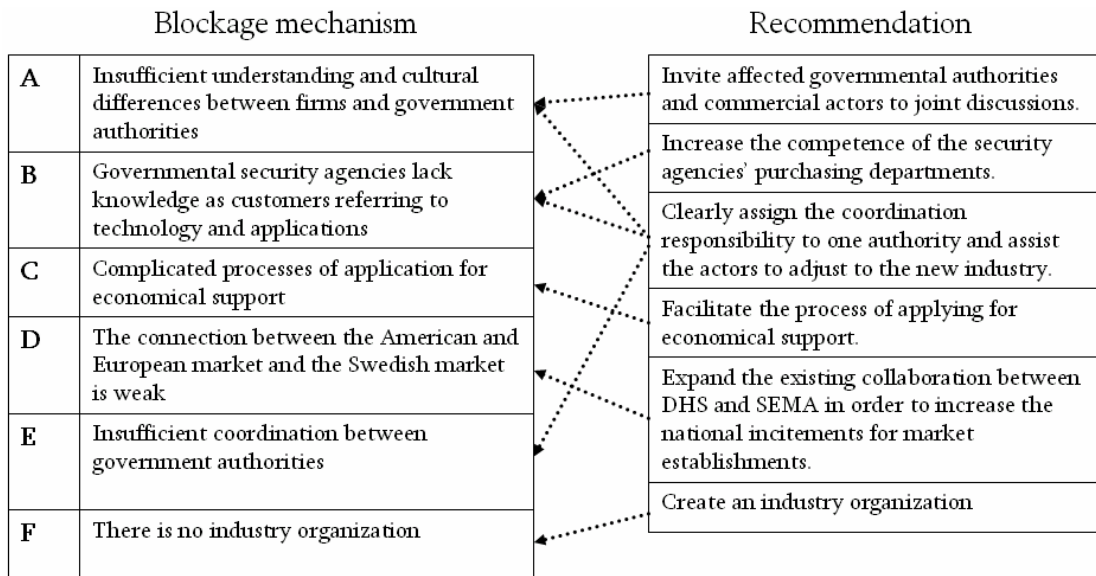 Blockage mechanism
A
Insufficient understanding and cultural
differences between firms and government
authorities
B
Governmental security agencies lack
knowledge as customers referring to
technology and applications
C
Complicated processes of application for
economical support
D
The connection between the American and
European market and the Swedish market
is weak
E
Insufficient coordination between
government authorities
F
There is no industry organization
Recommendation
Invite affected governmental authorities
and commercial actors to joint discussions.
Increase the competence of the security
agencies’ purchasing departments.
Clearly assign the coordination
responsibility to one authority and assist
the actors to adjust to the new industry.
Facilitate the process of applying for
economical support.
Expand the existing collaboration between
DHS and SEMA in order to increase the
national incitements for market
establishments.
Create an industry organization